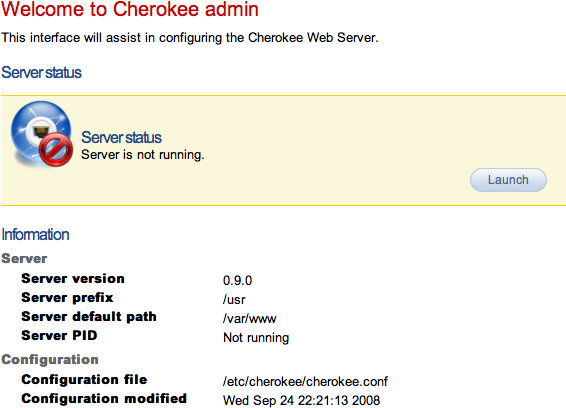 Welcome to Cherokee admin
This interface will assist in configuring the Cherokee Web Server.
Server status
Server status
Server is not running.
Launch
Information
Server
Server version 0.9.0
Server prefix /usr
Server default path /var/www
Server PID Not running
Configuration
Configuration file /etc/cherokee/cherokee.conf
Configuration modified Wed Sep 24 22:21:13 2008